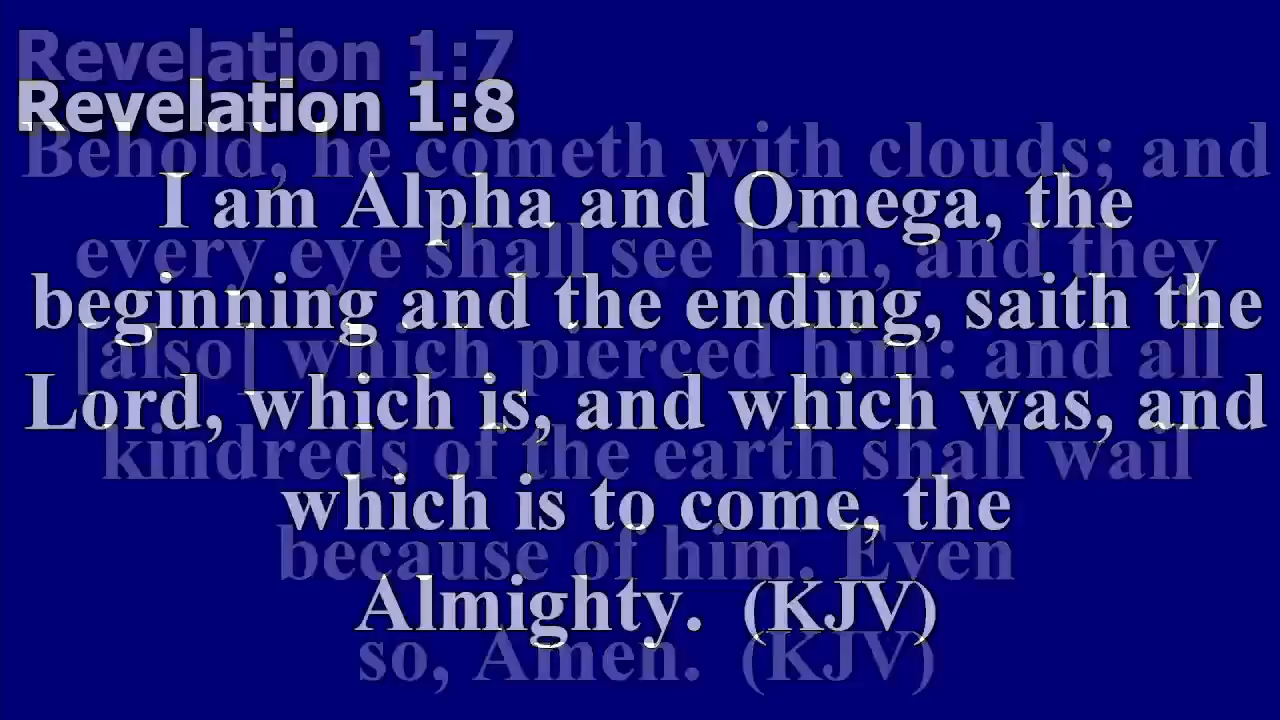 Revelation 1:7
Revelation 1:8
Behold, he cometh with clouds; and
I am Alpha and Omega, the
every eye shall see him, and they
beginning and the ending, saith the
[also] which pierced him: and all
Lord, which is, and which was, and
kindreds of the earth shall wail
which is to come, the
because of him. Even
Almighty. (KJV)
so, Amen. (KJV)